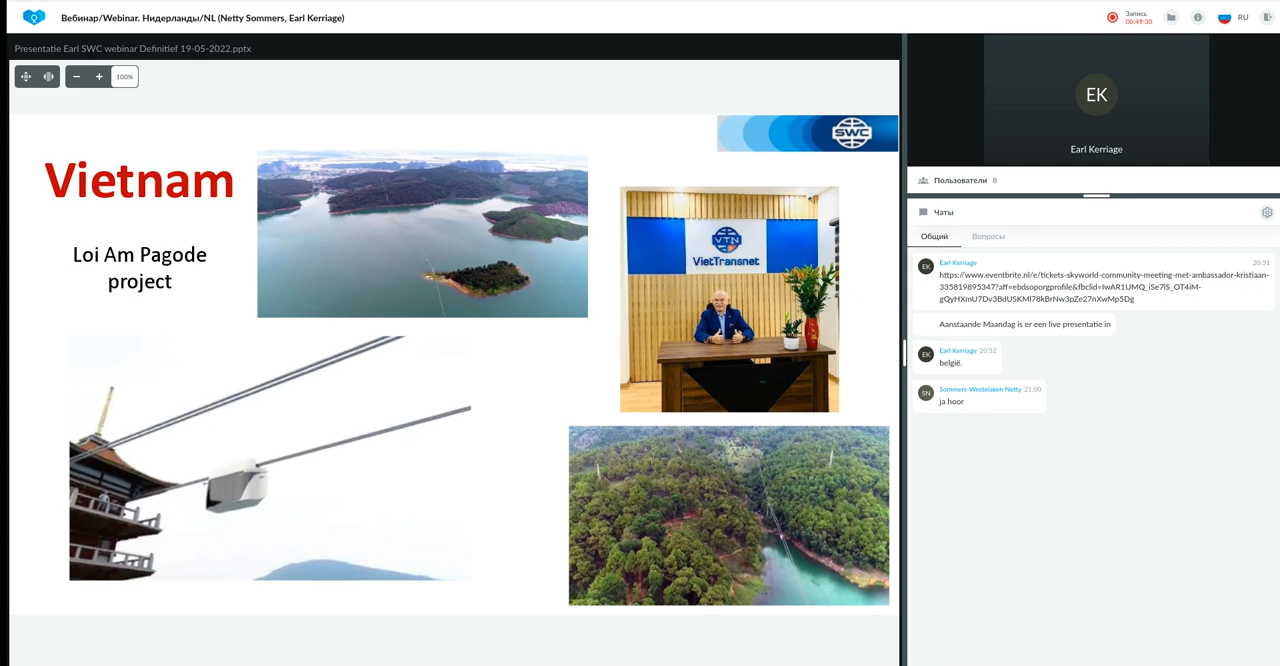 Вебинар/Webinar. Нидерланды/NL (Netty Sommers, Earl Kerriage)
Запись
00:49:30
RU
Presentatie Earl SWC webinar Definitief 19-05-2022.pptx
100%
SWC
Vietnam
Loi Am Pagode
project
VTN
VietTransnet
EK
Earl Kerriage
Пользователи 8
Чаты
Общий Вопросы
EK
Earl Kerriage 20:51
https://www.eventbrite.nl/e/tickets-skyworld-community-meeting-met-ambassador-kristiaan-
335819895347?aff=ebdsoporgprofile&fbclid=IwAR1UMQ_iSe7lS_OT4iM-
gQyHXmU7Dv3BdUSKMl78kBrNw3pZe27nXwMp5Dg
Aanstaande Maandag is er een live presentatie in
EK
Earl Kerriage 20:52
belgië.
SN
Sommers-Westelaken Netty 21:00
ja hoor